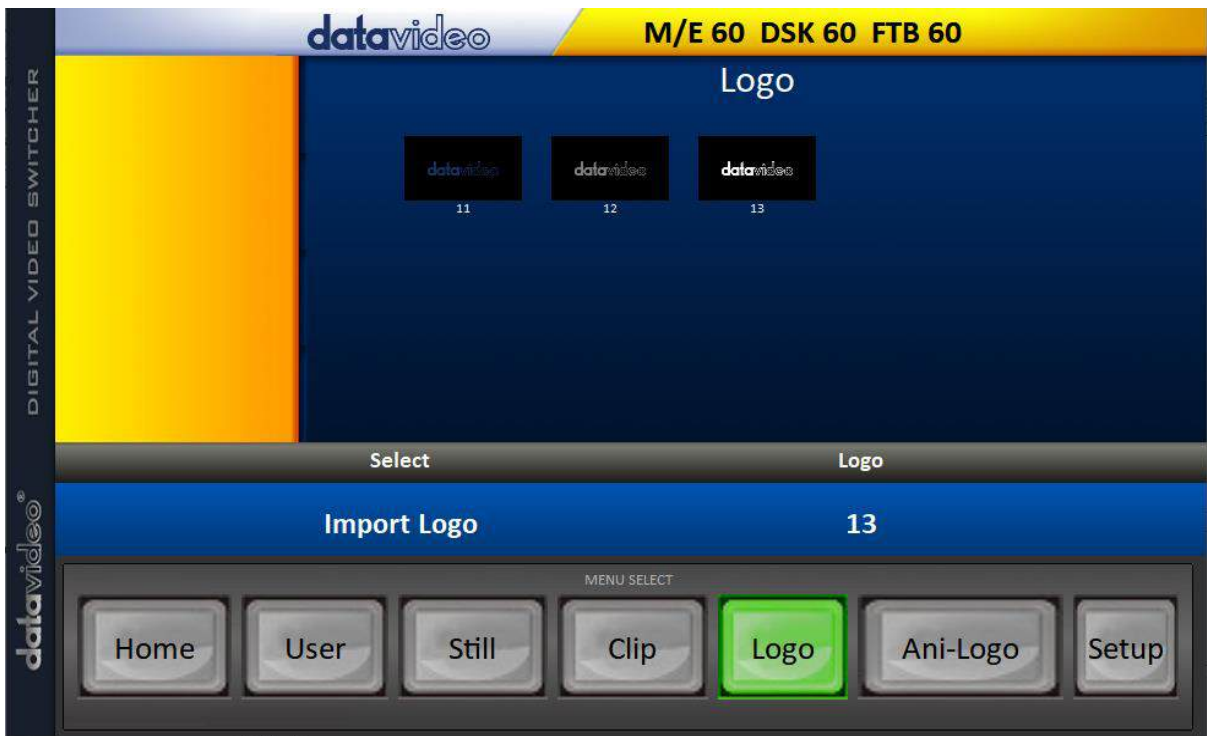 datavideo
M/E 60 DSK 60 FTB 60
Logo
datavideo datavideo datavideo
11 12 13
Select Logo
Import Logo 13
MENU SELECT
Home User Still Clip Logo Ani-Logo Setup
datavideo® DIGITAL VIDEO SWITCHER